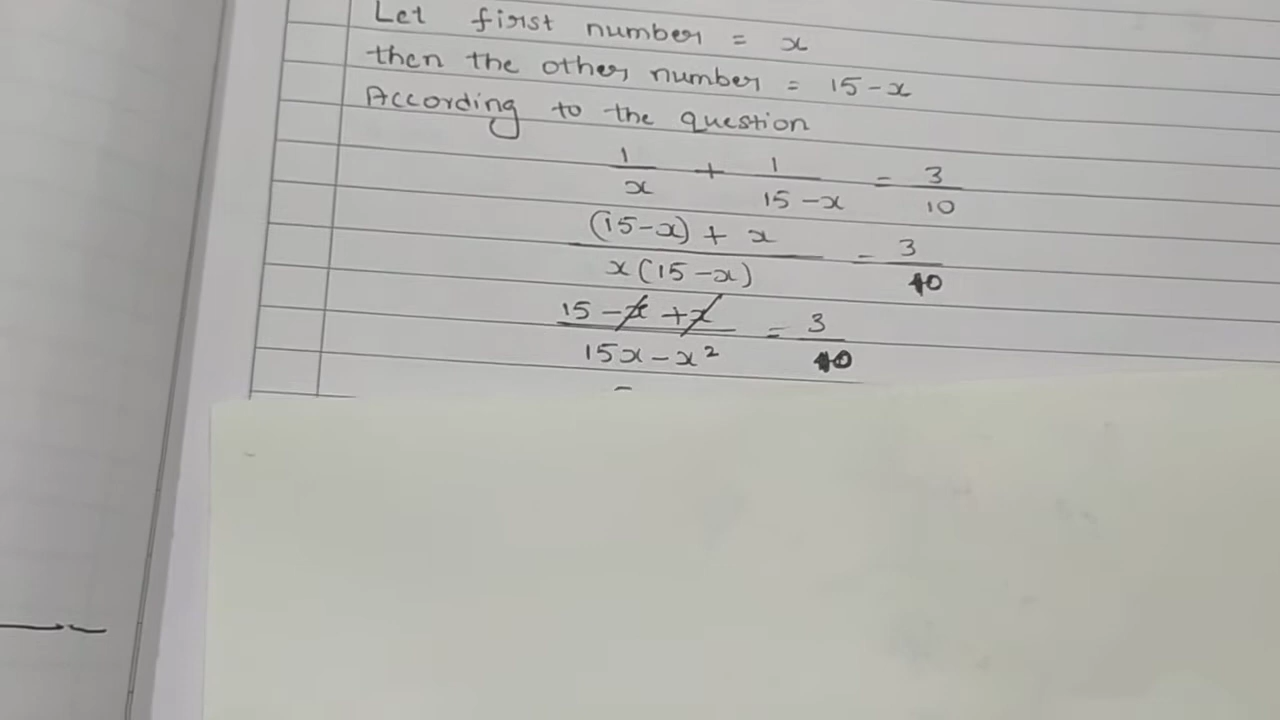 Let first number = x
then the other number = 15-x
According to the question
1/x + 1/(15-x) = 3/10
((15-x) + x)/(x(15-x)) = 3/10
(15-x+x)/(15x-x²) = 3/10